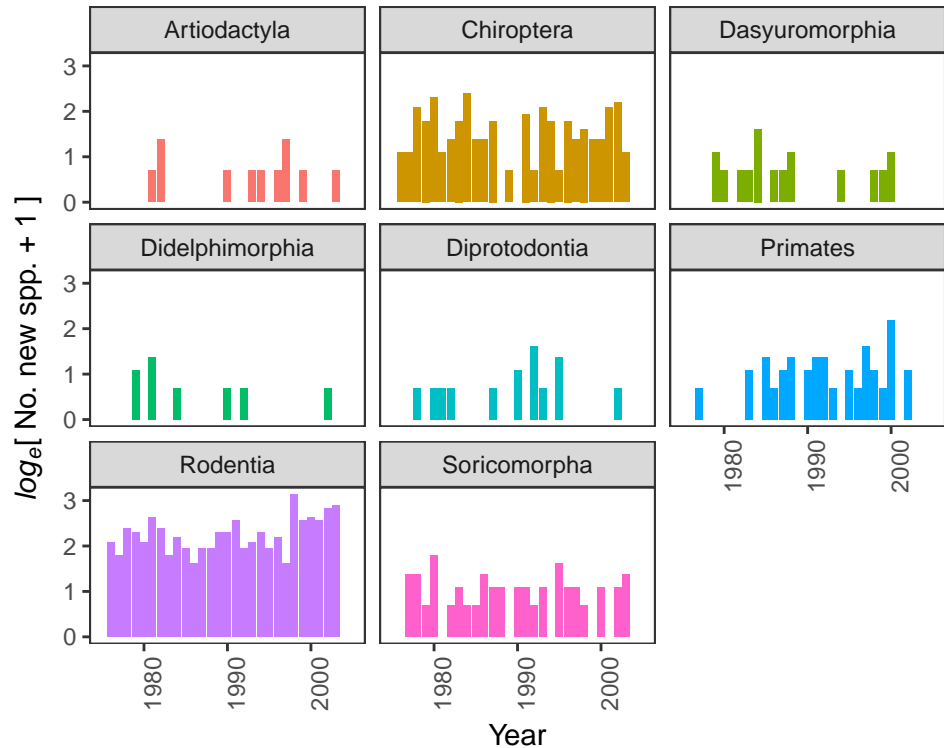 Artiodactyla Chiroptera Dasyuromorphia
3
2
1
0
Didelphimorphia Diprotodontia Primates
3
2
1
0
1980 1990 2000
Rodentia Soricomorpha
3
2
1
0
1980 1990 2000 1980 1990 2000
Year
loge[ No. new spp. + 1 ]